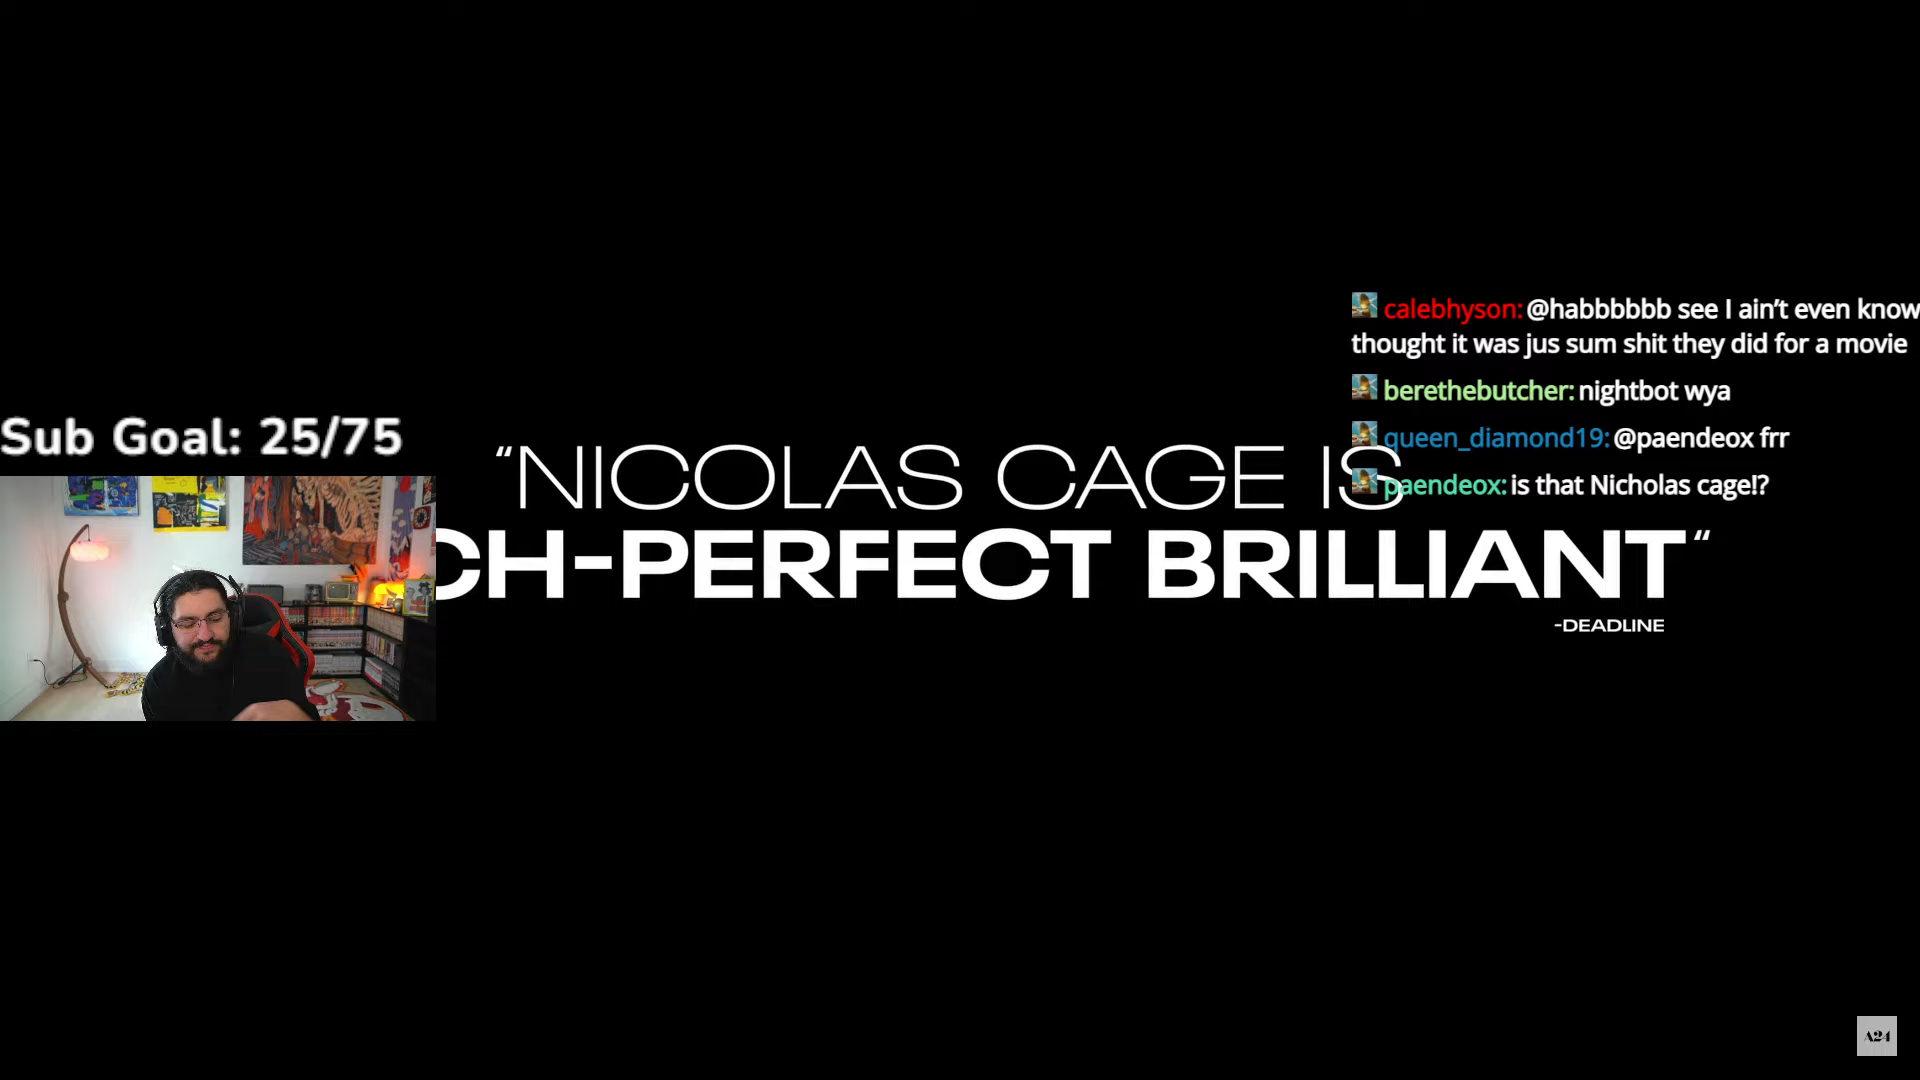 calebhyson: @habbbbbb see I ain’t even know
thought it was jus sum shit they did for a movie
berethebutcher: nightbot wya
queen_diamond19: @paendeox frr
paendeox: is that Nicholas cage!?
Sub Goal: 25/75
“NICOLAS CAGE IS
CH-PERFECT BRILLIANT“
-DEADLINE
A24